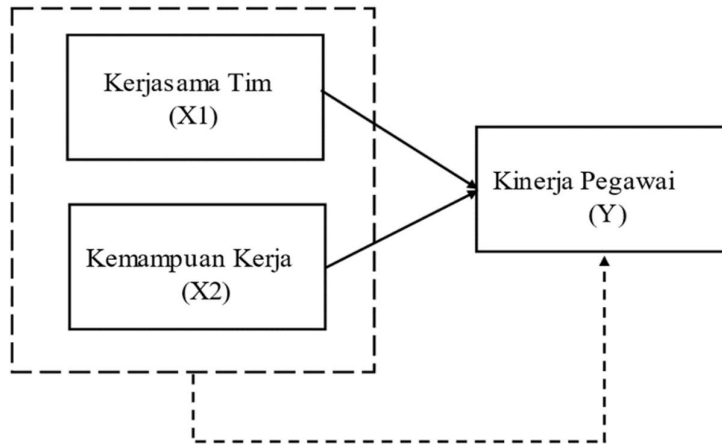 Kerjasama Tim
(X1)
Kemampuan Kerja
(X2)
Kinerja Pegawai
(Y)